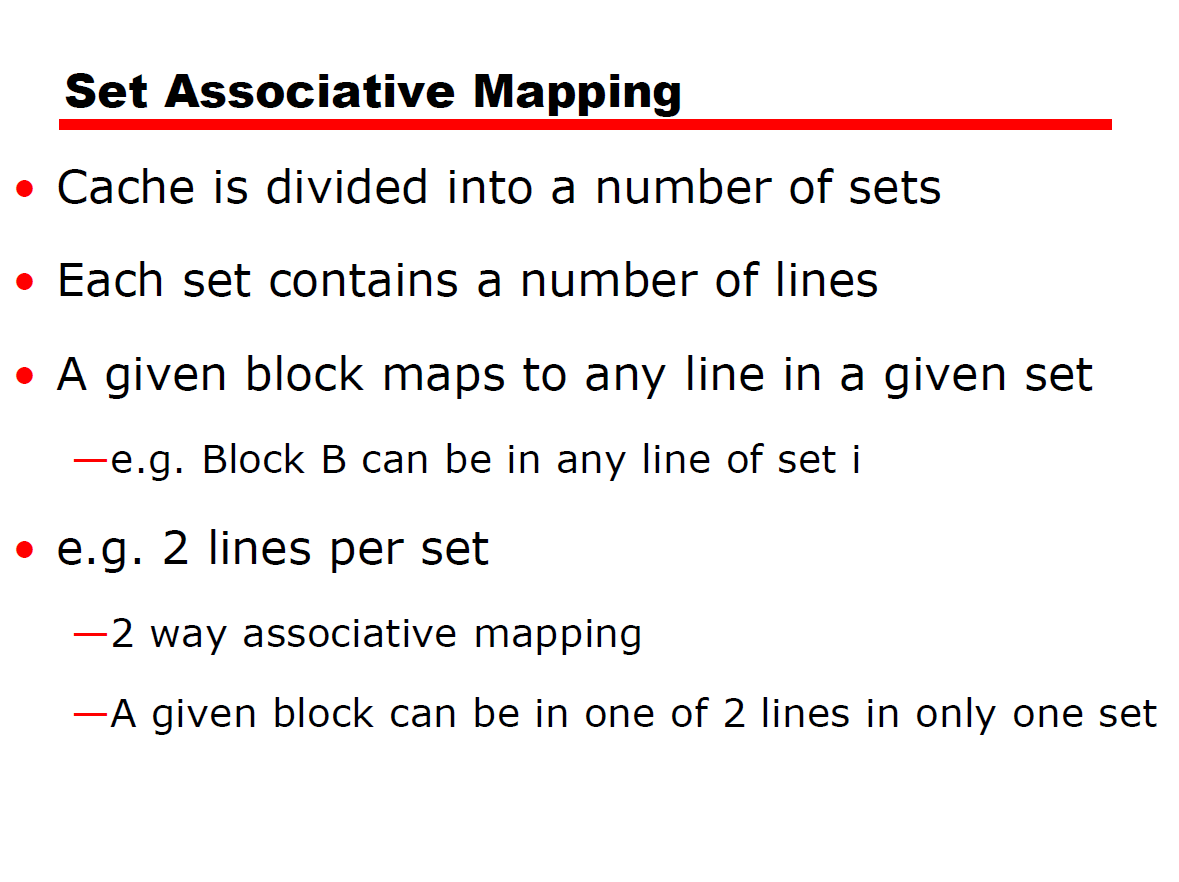 Set Associative Mapping
• Cache is divided into a number of sets
• Each set contains a number of lines
• A given block maps to any line in a given set
—e.g. Block B can be in any line of set i
• e.g. 2 lines per set
—2 way associative mapping
—A given block can be in one of 2 lines in only one set